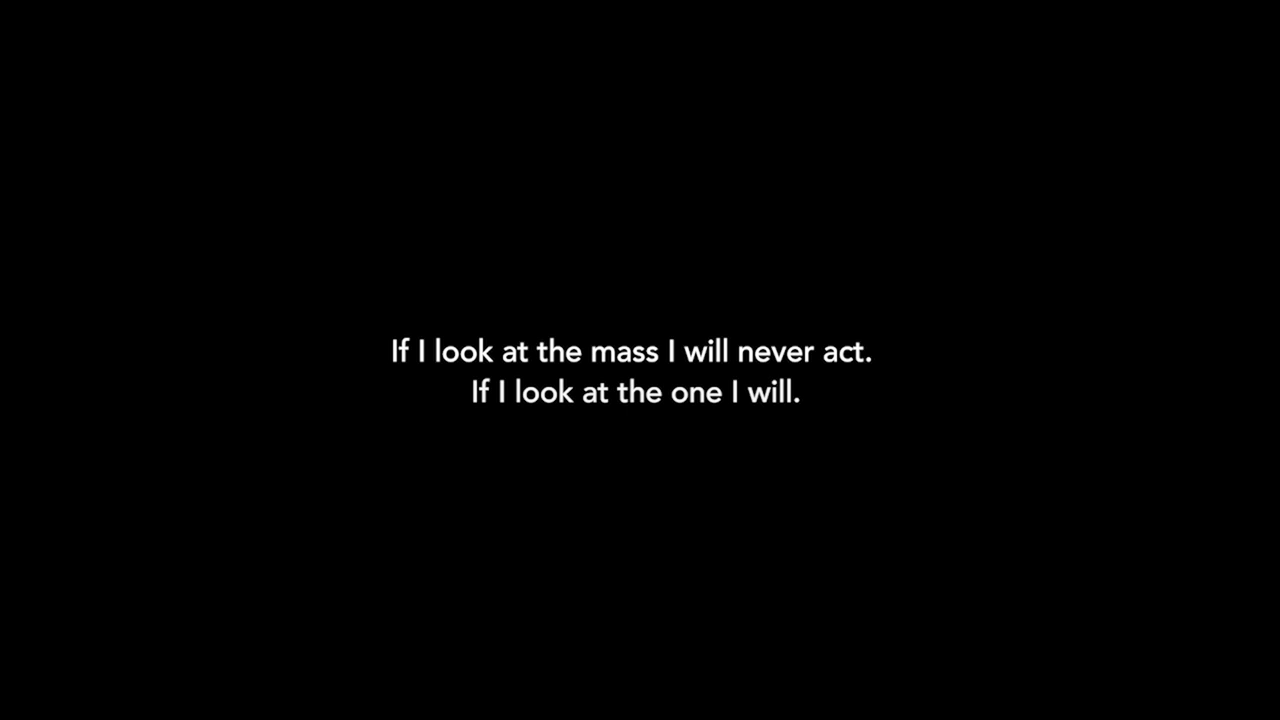 If I look at the mass I will never act.
If I look at the one I will.